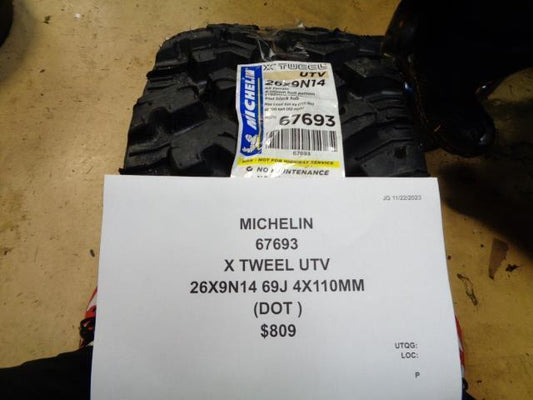 X TWEEL
UTV
26x9N14
MICHELIN
67693
67693
NOT FOR HIGHWAY SERVICE
NO MAINTENANCE
JG 11/22/2023
MICHELIN
67693
X TWEEL UTV
26X9N14 69J 4X110MM
(DOT )
$809
UTQG:
LOC:
P